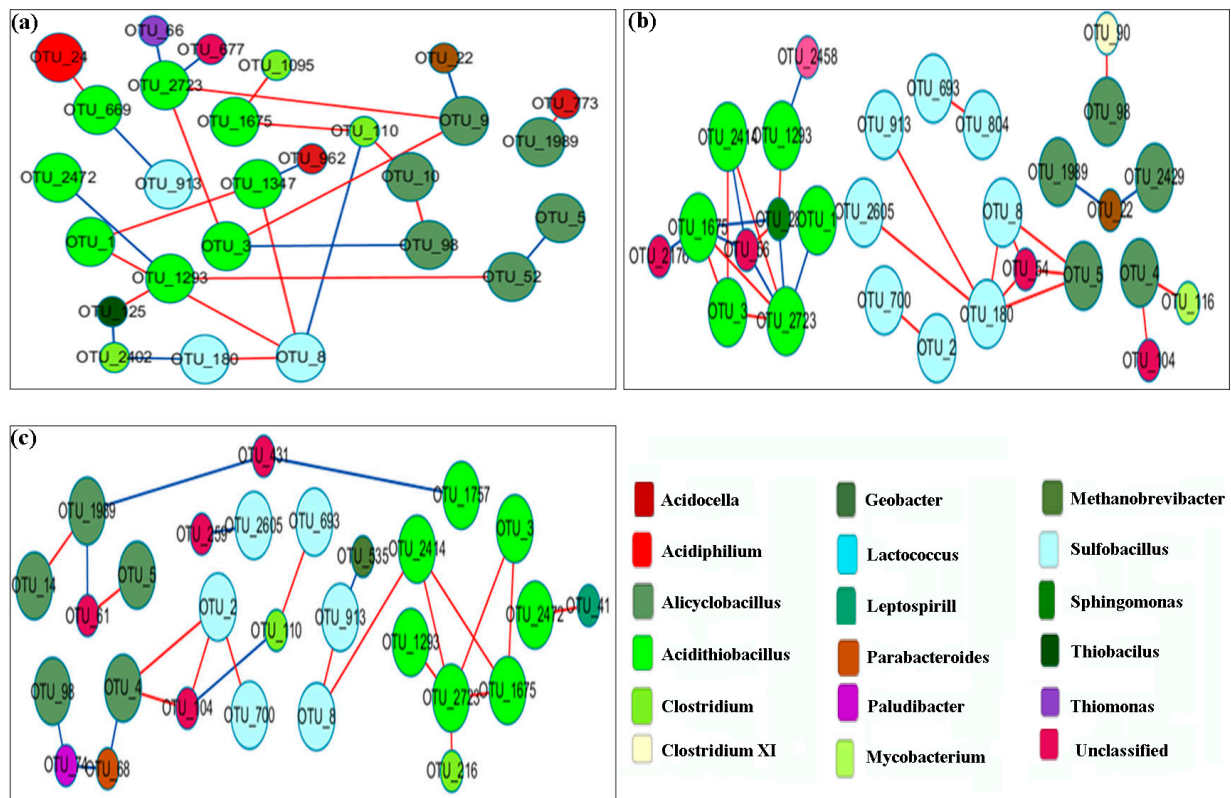 (a)
OTU_66
OTU_24
OTU_677
OTU_2723
OTU_1095
OTU_22
OTU_669
OTU_1675
OTU_110
OTU_9
OTU_773
OTU_1989
OTU_962
OTU_2472
OTU_913
OTU_1347
OTU_10
OTU_5
OTU_1
OTU_3
OTU_98
OTU_1293
OTU_52
OTU_2402
OTU_180
OTU_8
(b)
OTU_90
OTU_2458
OTU_693
OTU_98
OTU_913
OTU_804
OTU_2414
OTU_1293
OTU_1989
OTU_2429
OTU_1675
OTU_1
OTU_2605
OTU_8
OTU_22
OTU_66
OTU_2176
OTU_54
OTU_5
OTU_4
OTU_3
OTU_2723
OTU_700
OTU_180
OTU_116
OTU_2
OTU_104
(c)
OTU_431
OTU_1989
OTU_259
OTU_2605
OTU_693
OTU_1757
OTU_3
OTU_535
OTU_2414
OTU_14
OTU_5
OTU_61
OTU_2
OTU_110
OTU_913
OTU_2472
OTU_41
OTU_1293
OTU_98
OTU_4
OTU_104
OTU_700
OTU_8
OTU_2723
OTU_1675
OTU_74
OTU_68
OTU_216
Acidocella
Geobacter
Methanobrevibacter
Acidiphilium
Lactococcus
Sulfobacillus
Alicyclobacillus
Leptospirill
Sphingomonas
Acidithiobacillus
Parabacteroides
Thiobacilus
Clostridium
Paludibacter
Thiomonas
Clostridium XI
Mycobacterium
Unclassified